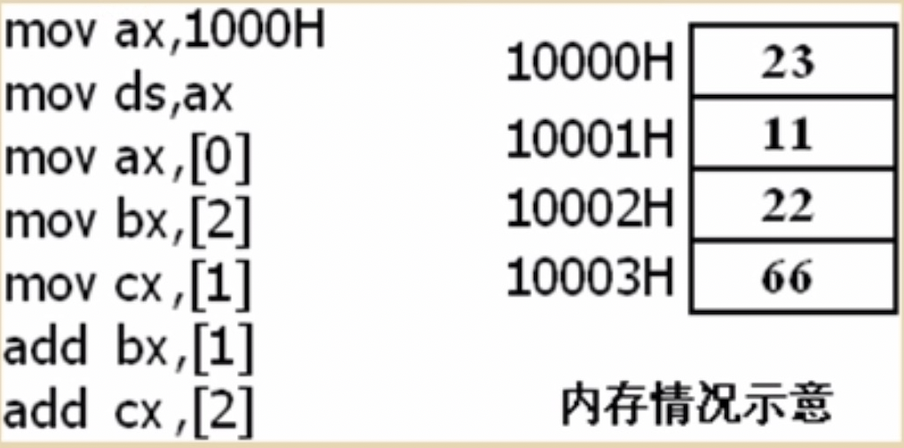 mov ax,1000H
mov ds,ax
mov ax,[0]
mov bx,[2]
mov cx,[1]
add bx,[1]
add cx,[2]
10000H 23
10001H 11
10002H 22
10003H 66
内存情况示意